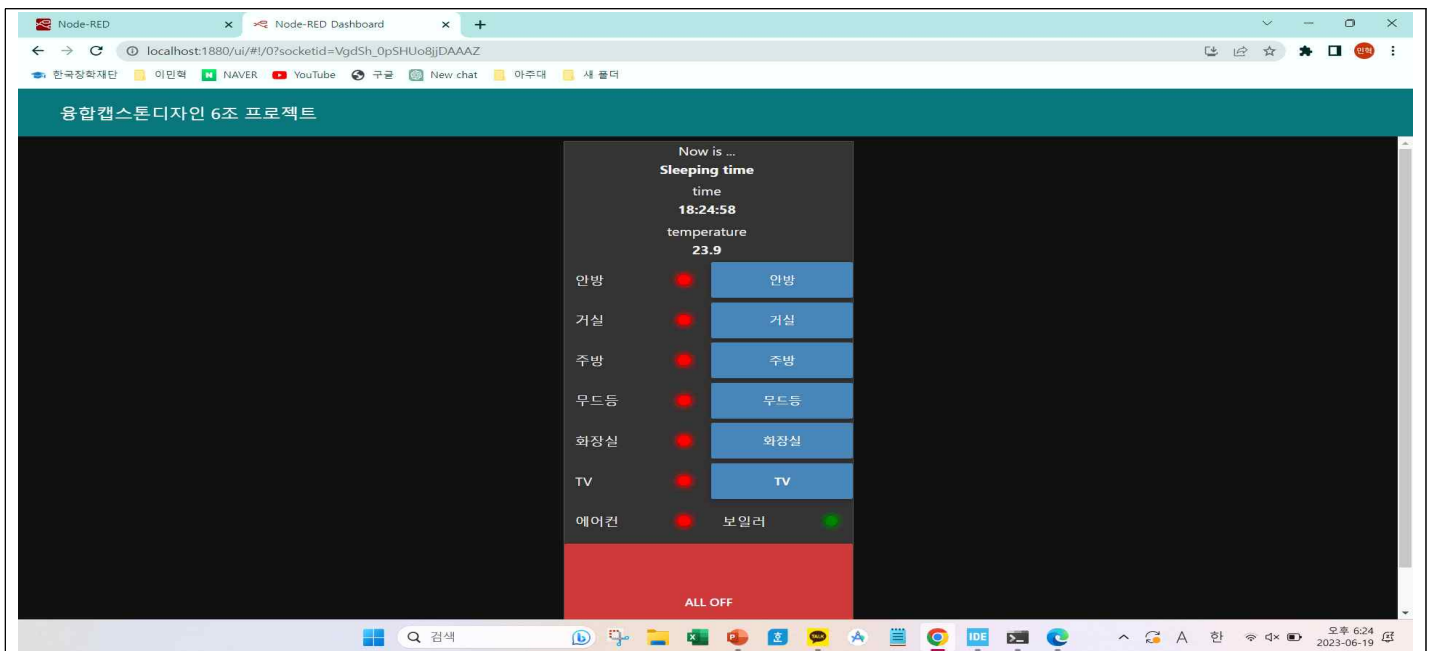 Node-RED
Node-RED Dashboard
localhost:1880/ui/#!/0?socketid=VgdSh_0pSHUo8jjDAAAZ
민혁
한국장학재단
이민혁
N
NAVER
YouTube
구글
New chat
아주대
새 폴더
융합캡스톤디자인 6조 프로젝트
Now is ...
Sleeping time
time
18:24:58
temperature
23.9
안방
안방
거실
거실
주방
주방
무드등
무드등
화장실
화장실
TV
TV
에어컨
보일러
ALL OFF
검색
TALK
IDE
A
한
오후 6:24
2023-06-19